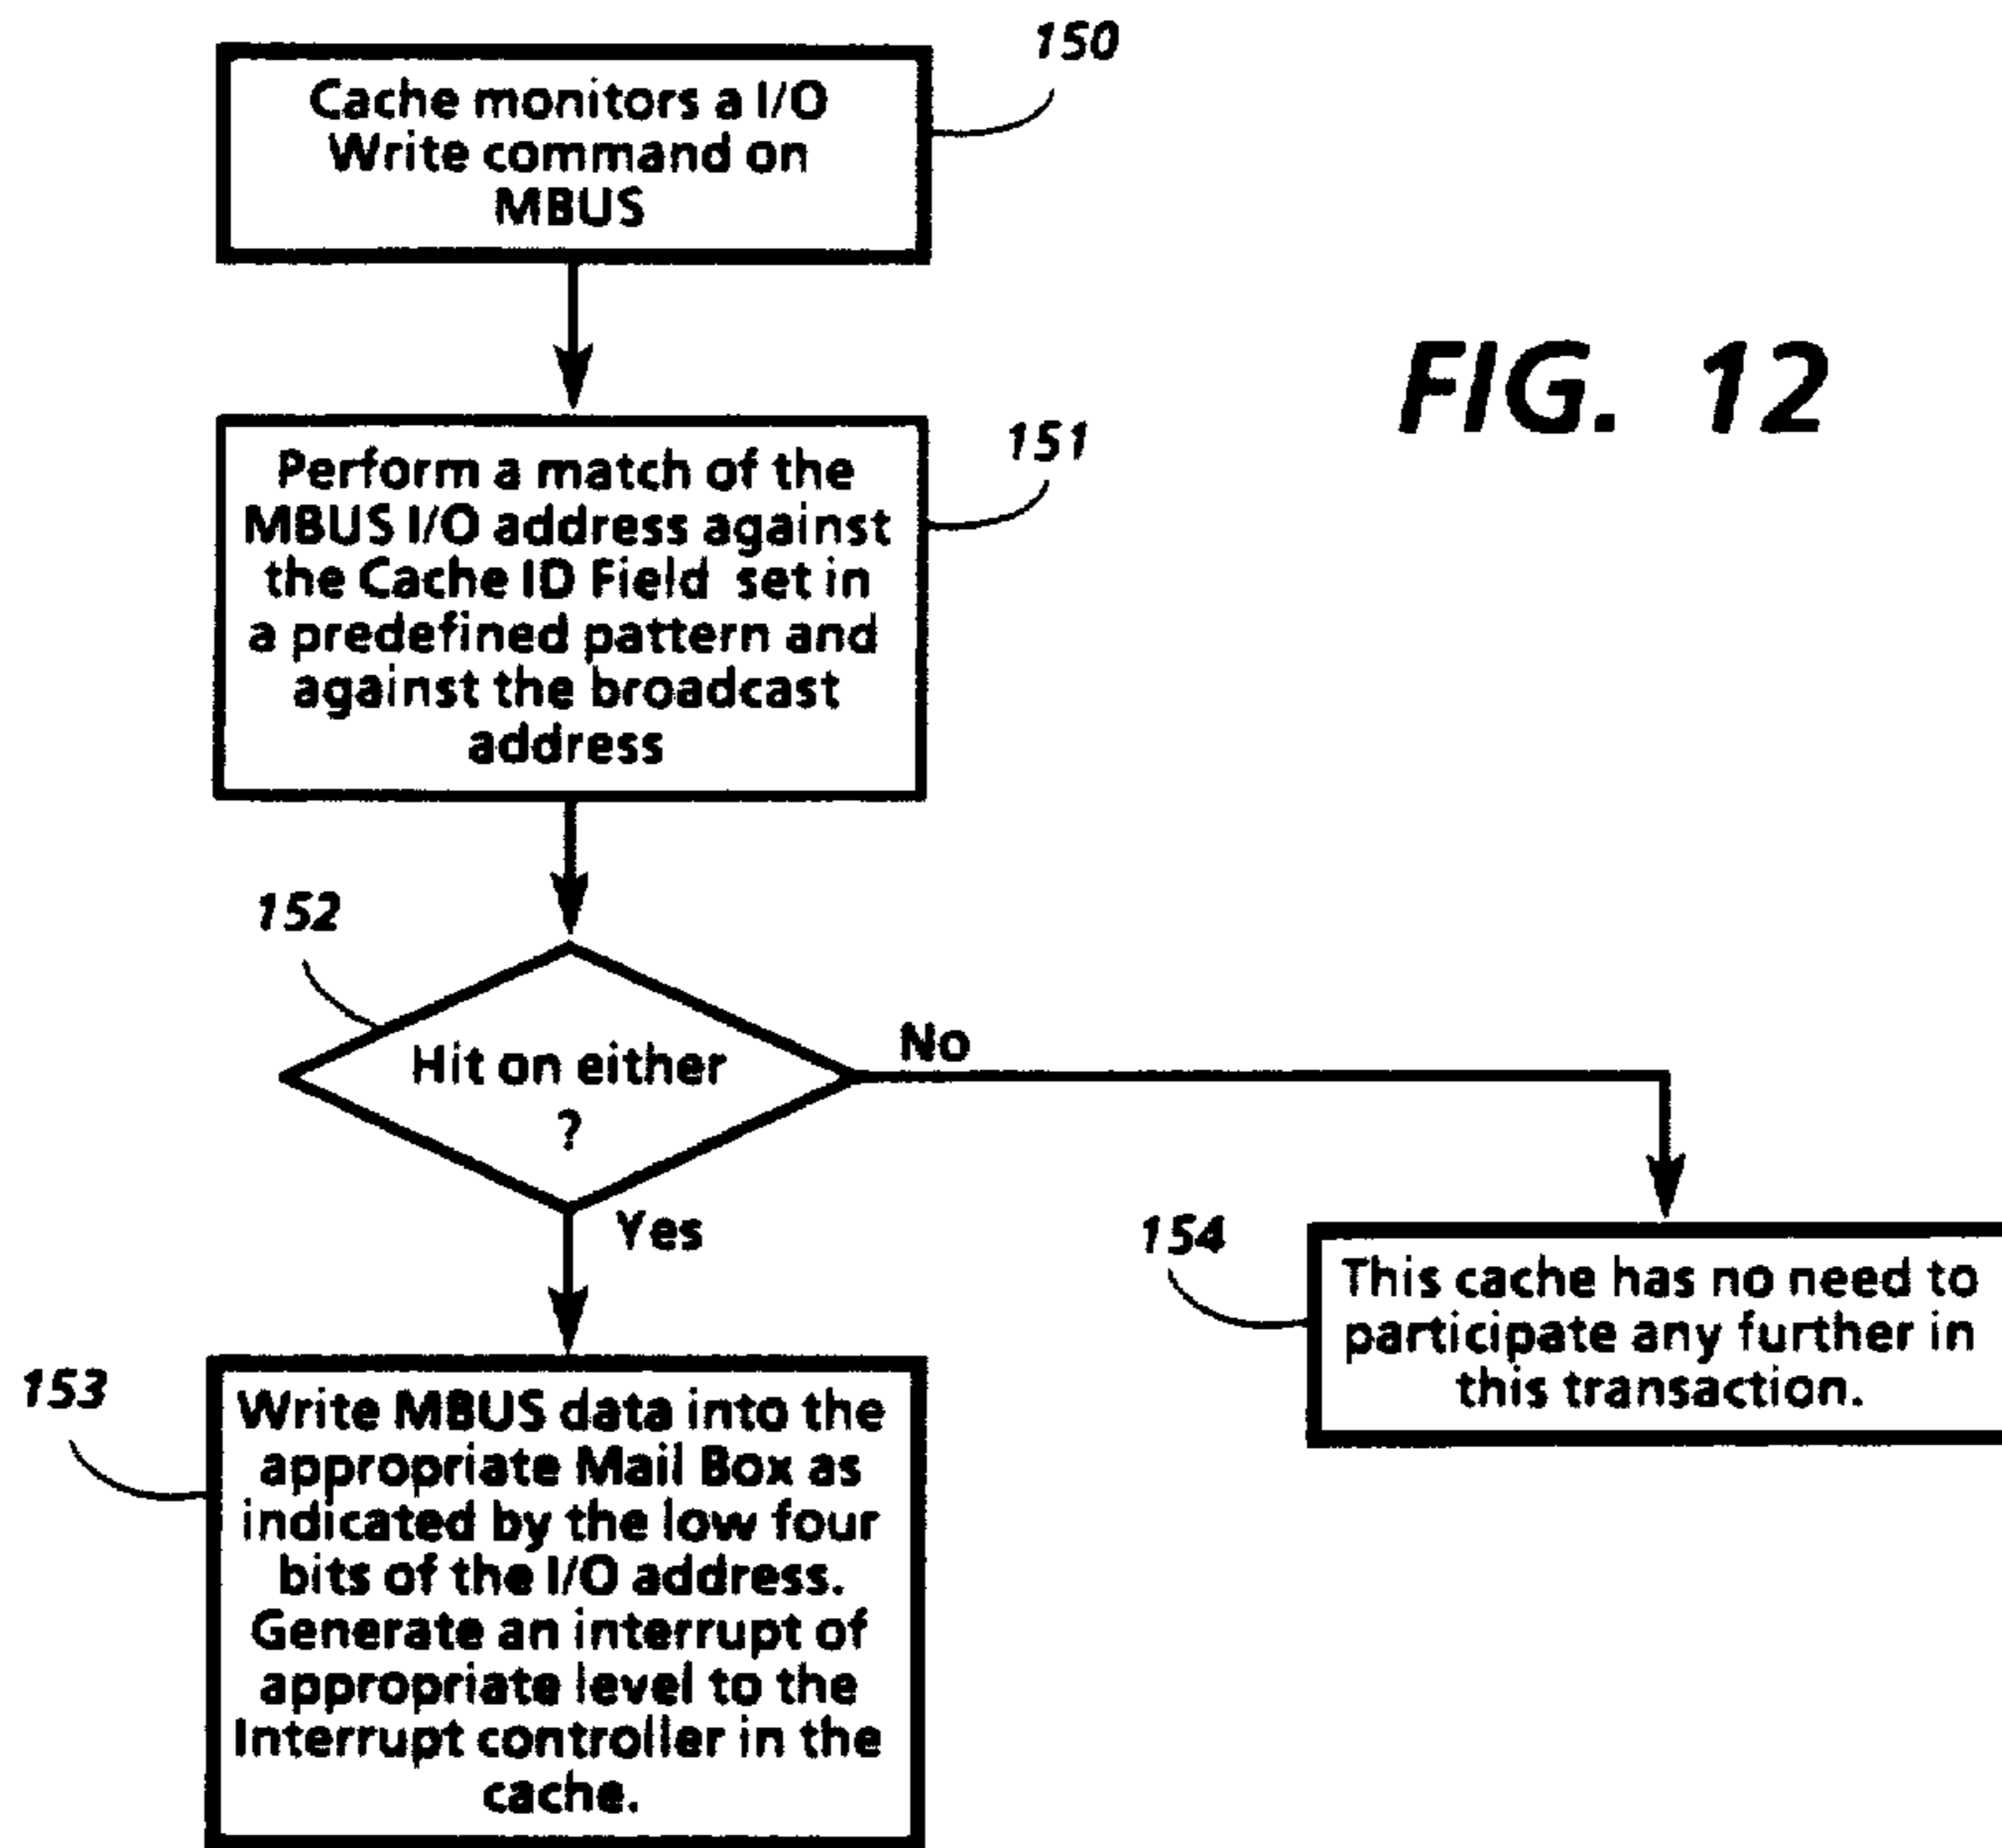 150
Cache monitors a I/O
Write command on
MBUS
FIG. 12
151
Perform a match of the
MBUS I/O address against
the Cache ID Field set in
a predefined pattern and
against the broadcast
address
152
Hit on either
?
No
Yes
154
This cache has no need to
participate any further in
this transaction.
153
Write MBUS data into the
appropriate Mail Box as
indicated by the low four
bits of the I/O address.
Generate an interrupt of
appropriate level to the
Interrupt controller in the
cache.